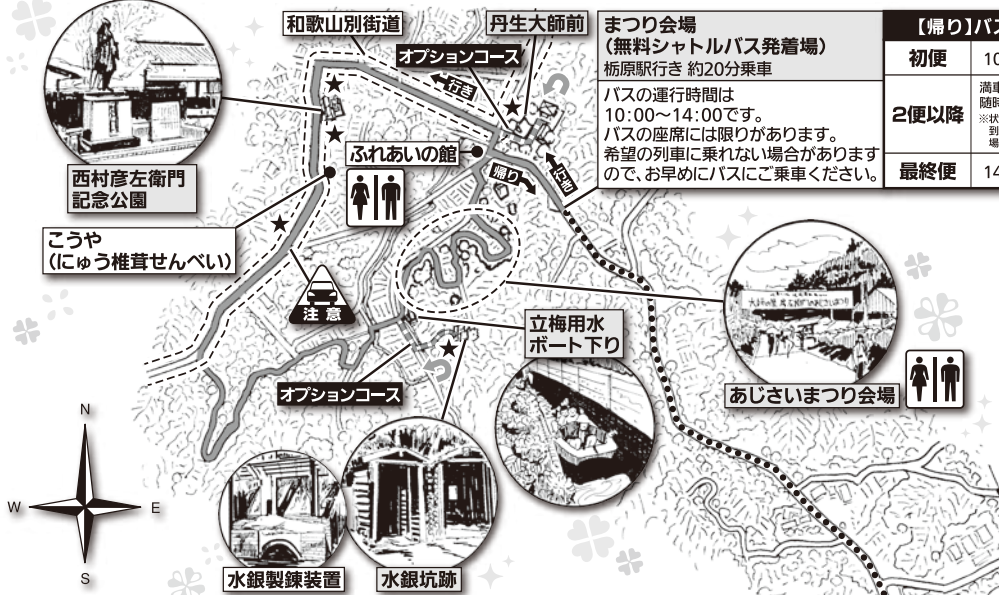 和歌山別街道
丹生大師前
オプションコース
行き
まつり会場
(無料シャトルバス発着場)
栃原駅行き 約20分乗車
バスの運行時間は
10:00～14:00です。
バスの座席には限りがあります。
希望の列車に乗れない場合があります
ので、お早めにバスにご乗車ください。
【帰り】バス
初便 10
2便以降 満車
随時
※状
到
場
最終便 14
西村彦左衛門
記念公園
ふれあいの館
帰り
行き
こうや
(にゅう椎茸せんべい)
注意
立梅用水
ボート下り
あじさいまつり会場
オプションコース
水銀製錬装置
水銀坑跡
N
W
E
S